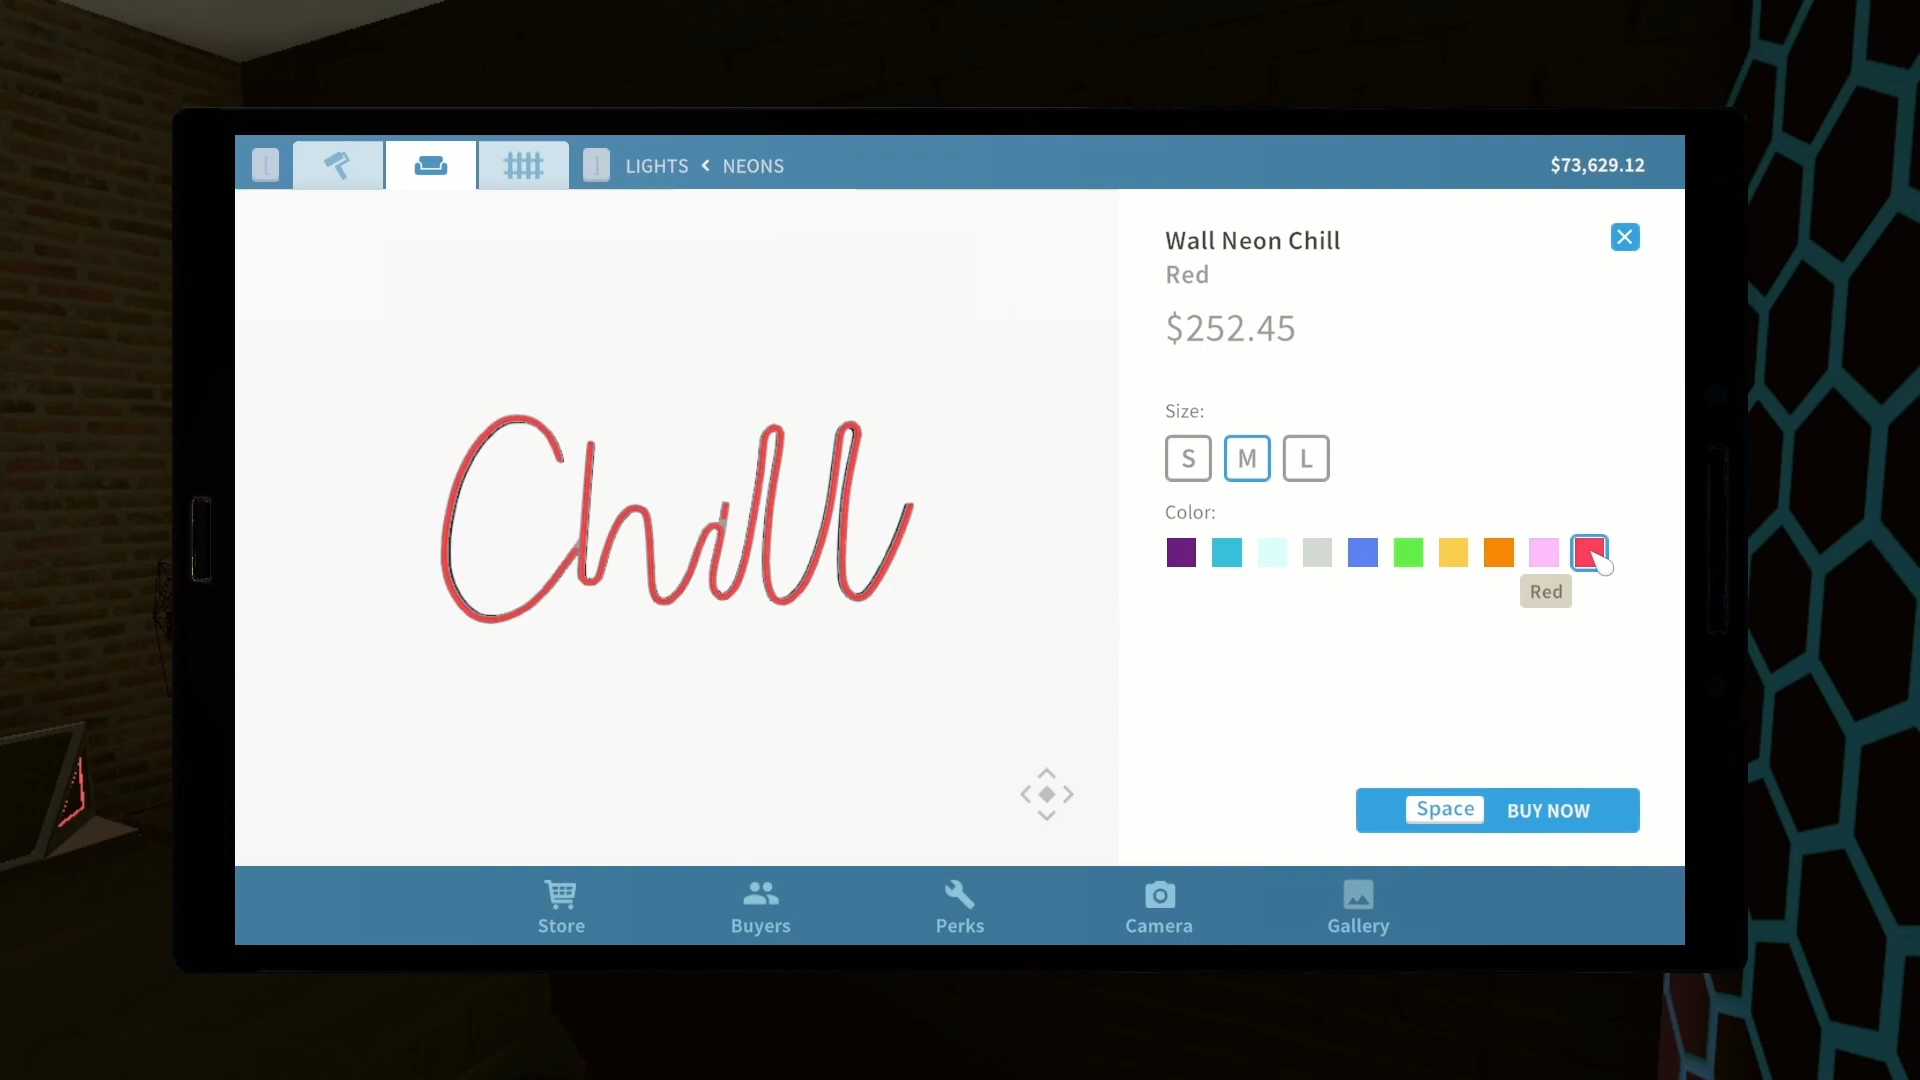 [ ] LIGHTS < NEONS $73,629.12
Wall Neon Chill
Red
$252.45
Chill
Size:
S M L
Color:
Red
Space BUY NOW
Store Buyers Perks Camera Gallery